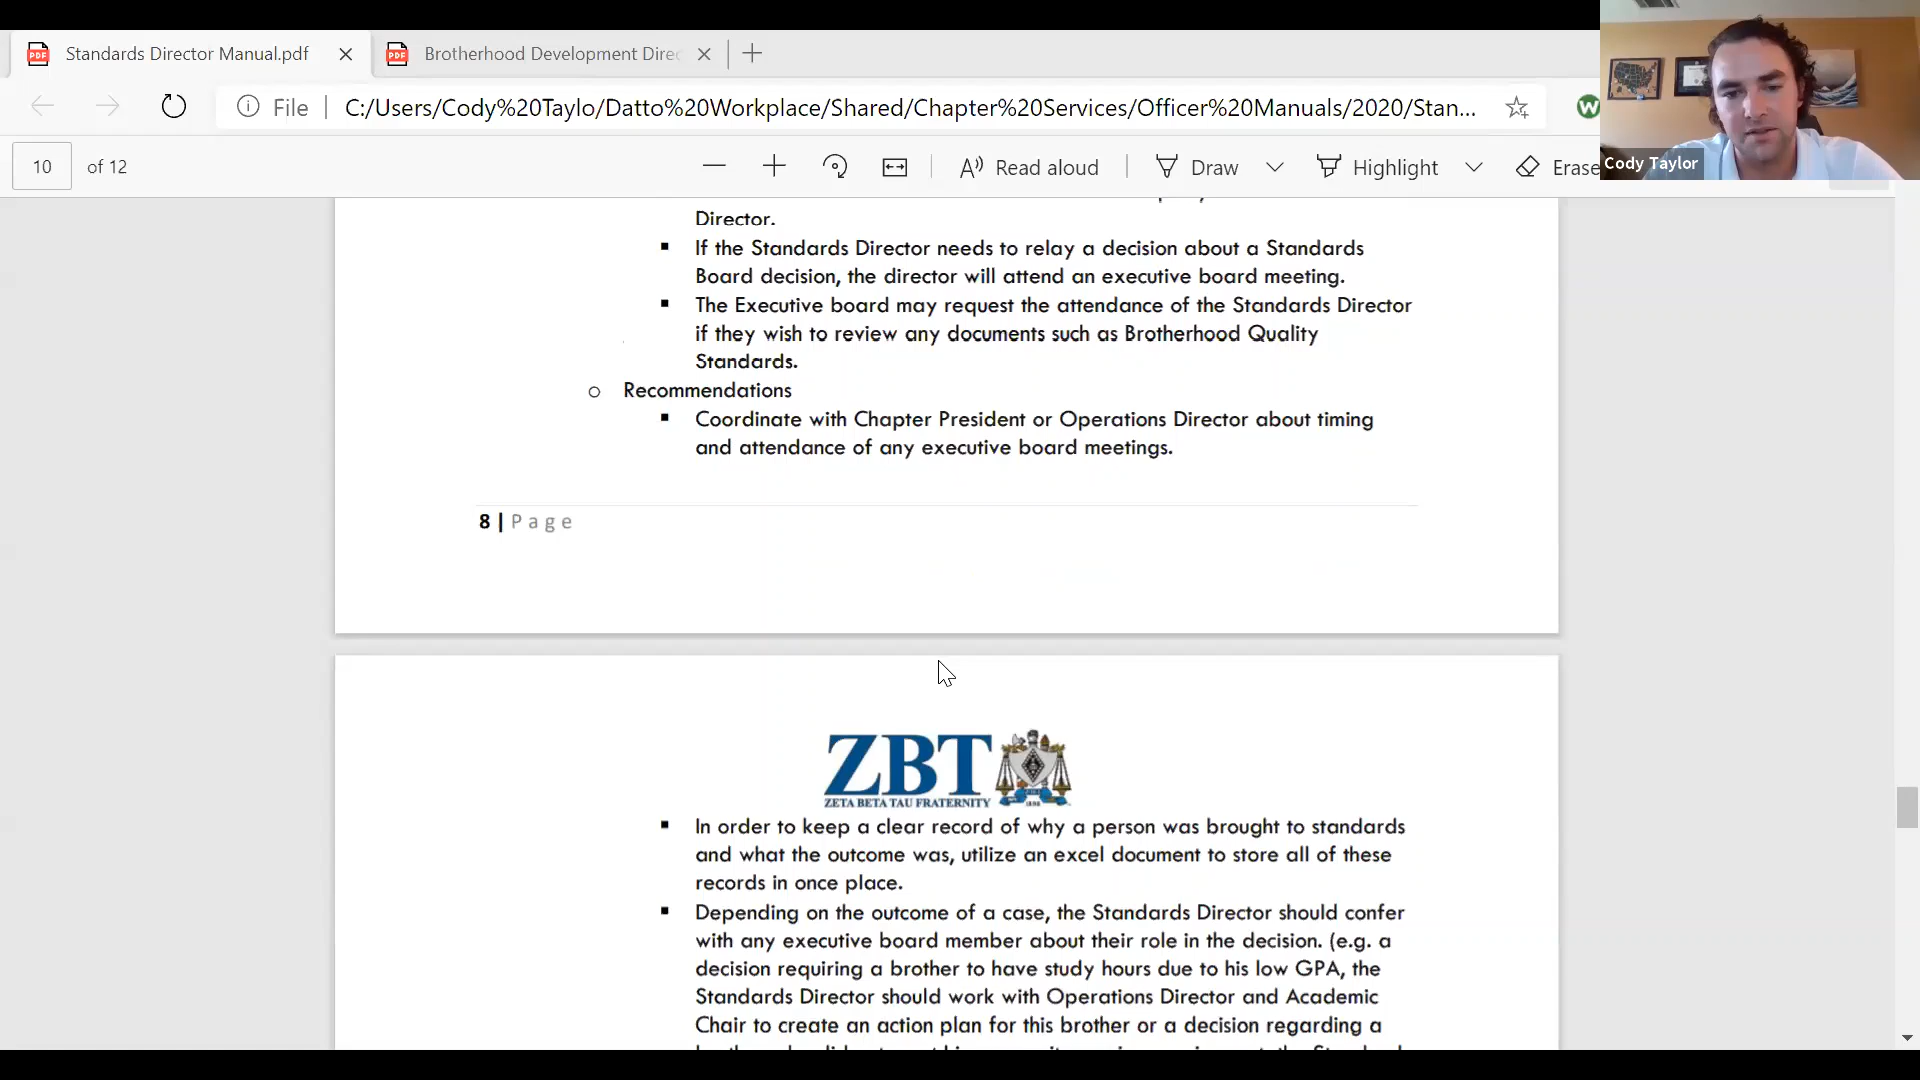 Standards Director Manual.pdf
Brotherhood Development Direc
File
C:/Users/Cody%20Taylo/Datto%20Workplace/Shared/Chapter%20Services/Officer%20Manuals/2020/Stan...
10 of 12
Read aloud
Draw
Highlight
Erase
Cody Taylor
Director.
▪ If the Standards Director needs to relay a decision about a Standards
Board decision, the director will attend an executive board meeting.
▪ The Executive board may request the attendance of the Standards Director
if they wish to review any documents such as Brotherhood Quality
Standards.
o Recommendations
▪ Coordinate with Chapter President or Operations Director about timing
and attendance of any executive board meetings.
8 | Page
ZBT
ZETA BETA TAU FRATERNITY
1898
▪ In order to keep a clear record of why a person was brought to standards
and what the outcome was, utilize an excel document to store all of these
records in once place.
▪ Depending on the outcome of a case, the Standards Director should confer
with any executive board member about their role in the decision. (e.g. a
decision requiring a brother to have study hours due to his low GPA, the
Standards Director should work with Operations Director and Academic
Chair to create an action plan for this brother or a decision regarding a